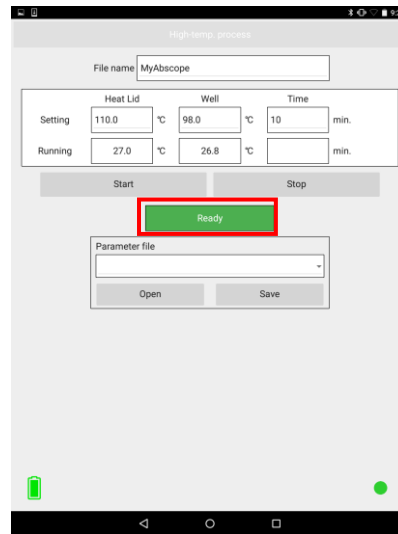 High-temp. process
File name MyAbscope
Heat Lid Well Time
Setting 110.0 ℃ 98.0 ℃ 10 min.
Running 27.0 ℃ 26.8 ℃ min.
Start Stop
Ready
Parameter file
Open Save